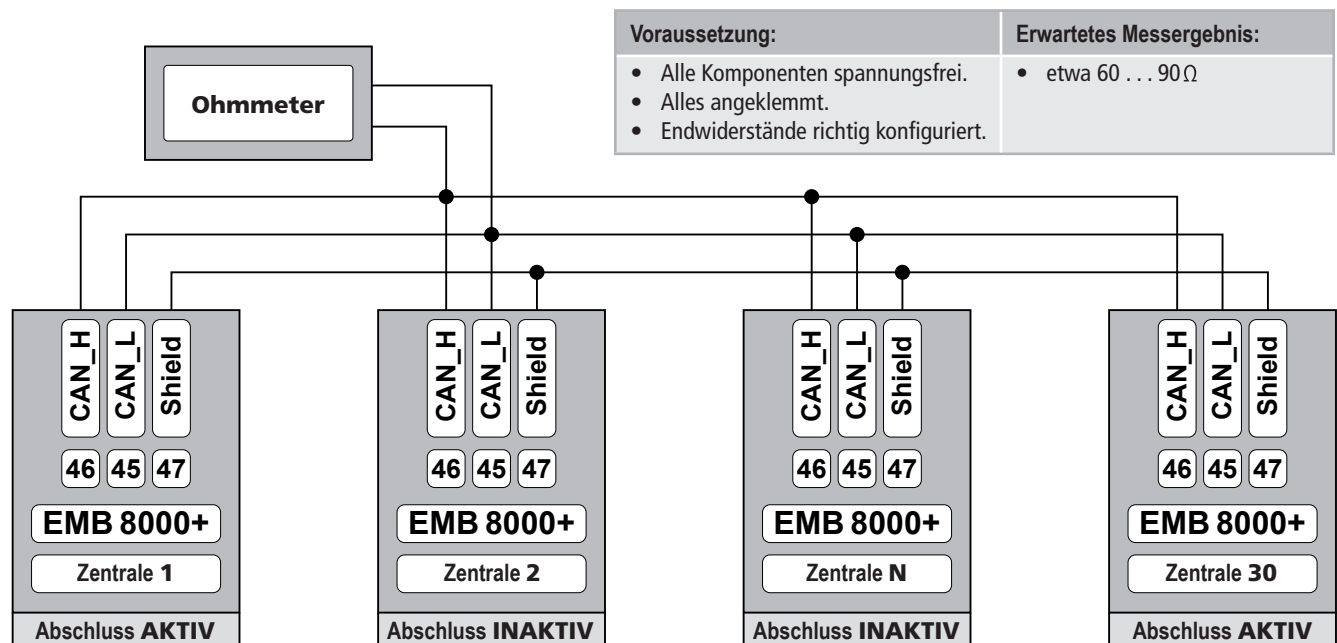 Voraussetzung:
Erwartetes Messergebnis:
• Alle Komponenten spannungsfrei.
• Alles angeklemmt.
• Endwiderstände richtig konfiguriert.
• etwa 60 . . . 90 Ω
Ohmmeter
CAN_H
CAN_L
Shield
46 45 47
EMB 8000+
Zentrale 1
Abschluss AKTIV
CAN_H
CAN_L
Shield
46 45 47
EMB 8000+
Zentrale 2
Abschluss INAKTIV
CAN_H
CAN_L
Shield
46 45 47
EMB 8000+
Zentrale N
Abschluss INAKTIV
CAN_H
CAN_L
Shield
46 45 47
EMB 8000+
Zentrale 30
Abschluss AKTIV